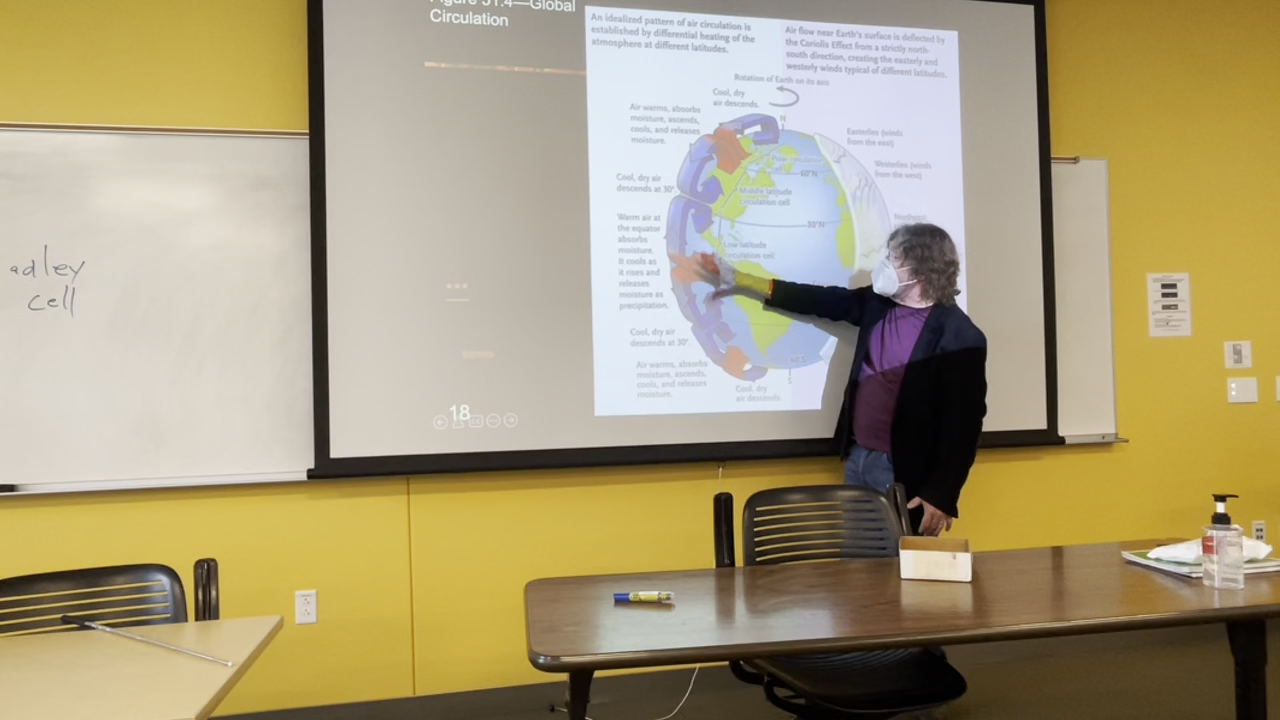 Figure 51.4—Global
Circulation
An idealized pattern of air circulation is
established by differential heating of the
atmosphere at different latitudes.
Air flow near Earth's surface is deflected by
the Coriolis Effect from a strictly north-
south direction, creating the easterly and
westerly winds typical of different latitudes.
Rotation of Earth on its axis
Cool, dry
air descends.
N
Air warms, absorbs
moisture, ascends,
cools, and releases
moisture.
Easterlies (winds
from the east)
Westerlies (winds
from the west)
Polar circulation
cell
60°N
Cool, dry air
descends at 30°.
Middle latitude
circulation cell
30°N
Warm air at
the equator
absorbs
moisture.
It cools as
it rises and
releases
moisture as
precipitation.
Northeast
Low latitude
circulation cell
Cool, dry air
descends at 30°.
Air warms, absorbs
moisture, ascends,
cools, and releases
moisture.
S
Cool, dry
air descends.
18
adley
cell